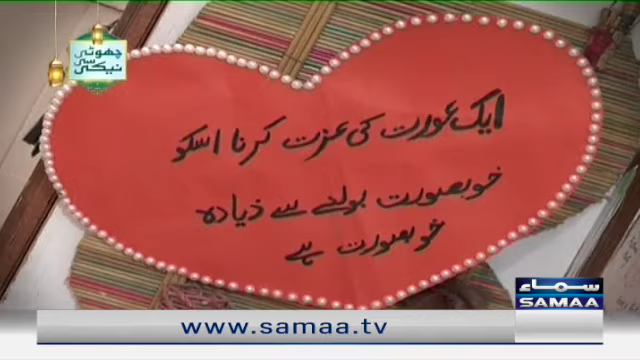 چھوٹی
سی
نیکی
ایک عورت کی عزت کرنا اسکو
خوبصورت بولنے سے ذیادہ
خوبصورت ہے
سماء
SAMAA
www.samaa.tv